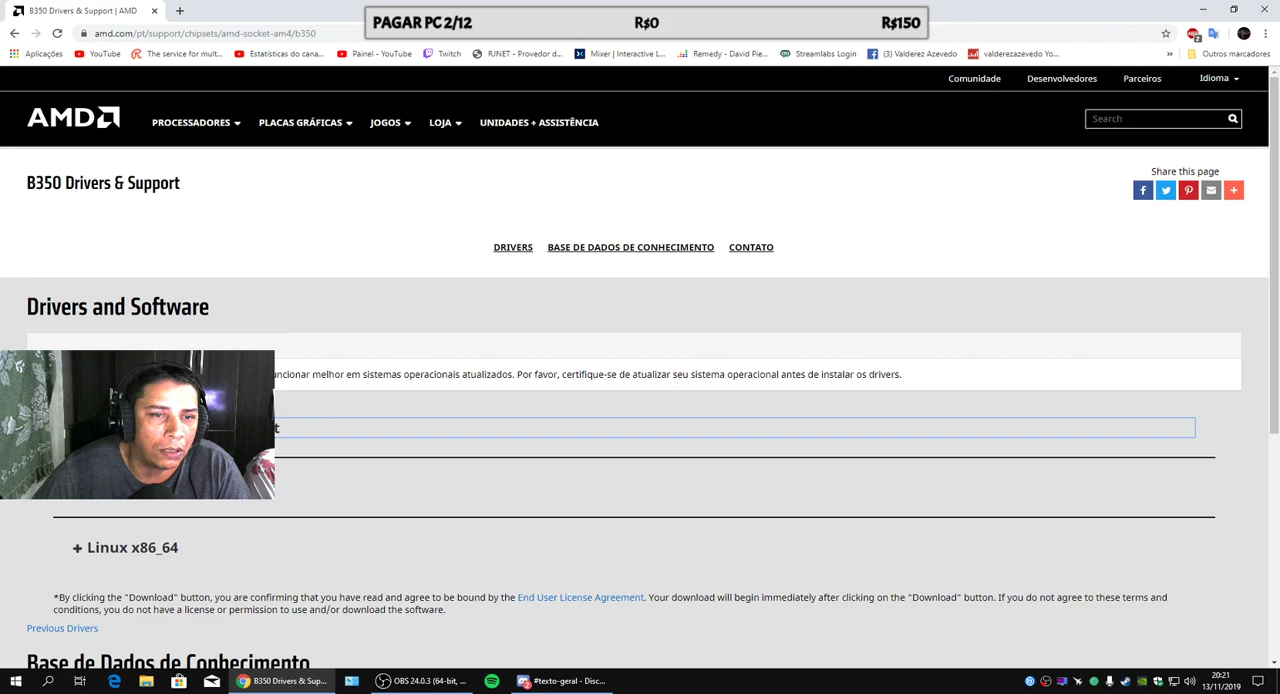 B350 Drivers & Support | AMD
PAGAR PC 2/12
R$0
R$150
amd.com/pt/support/chipsets/amd-socket-am4/b350
Aplicações
YouTube
The service for mult...
Estatísticas do cana...
Painel - YouTube
Twitch
RJNET - Provedor d...
Mixer | Interactive L...
Remedy - David Pie...
Streamlabs Login
(3) Valderez Azevedo
valderezazevedo Yo...
»
Outros marcadores
Comunidade
Desenvolvedores
Parceiros
Idioma
AMD
PROCESSADORES
PLACAS GRÁFICAS
JOGOS
LOJA
UNIDADES + ASSISTÊNCIA
Search
B350 Drivers & Support
Share this page
DRIVERS
BASE DE DADOS DE CONHECIMENTO
CONTATO
Drivers and Software
uncionar melhor em sistemas operacionais atualizados. Por favor, certifique-se de atualizar seu sistema operacional antes de instalar os drivers.
t
+ Linux x86_64
*By clicking the "Download" button, you are confirming that you have read and agree to be bound by the End User License Agreement. Your download will begin immediately after clicking on the "Download" button. If you do not agree to these terms and
conditions, you do not have a license or permission to use and/or download the software.
Previous Drivers
Base de Dados de Conhecimento
B350 Drivers & Sup...
OBS 24.0.3 (64-bit, ...
#texto-geral - Disc...
20:21
13/11/2019